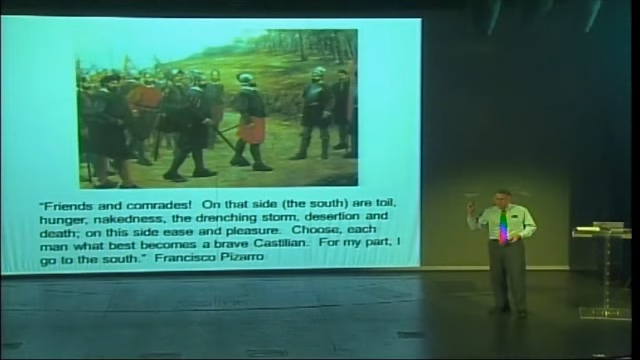 "Friends and comrades! On that side (the south) are toil,
hunger, nakedness, the drenching storm, desertion and
death; on this side ease and pleasure. Choose, each
man what best becomes a brave Castilian. For my part, I
go to the south." Francisco Pizarro